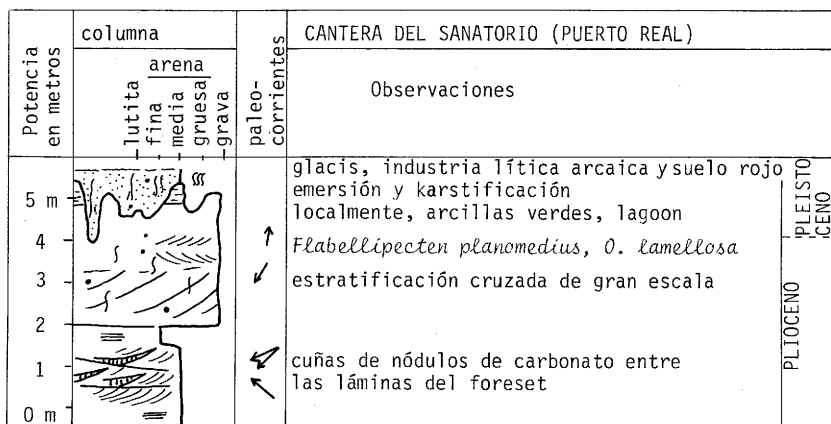 Potencia
en metros
columna
arena
lutita
fina
media
gruesa
grava
paleo-
corrientes
CANTERA DEL SANATORIO (PUERTO REAL)
Observaciones
5 m
4
3
2
1
0 m
glacis, industria lítica arcaica y suelo rojo
emersión y karstificación
localmente, arcillas verdes, lagoon
Flabellipecten planomedius, O. lamellosa
estratificación cruzada de gran escala
cuñas de nódulos de carbonato entre
las láminas del foreset
PLEISTO
CENO
PLIOCENO